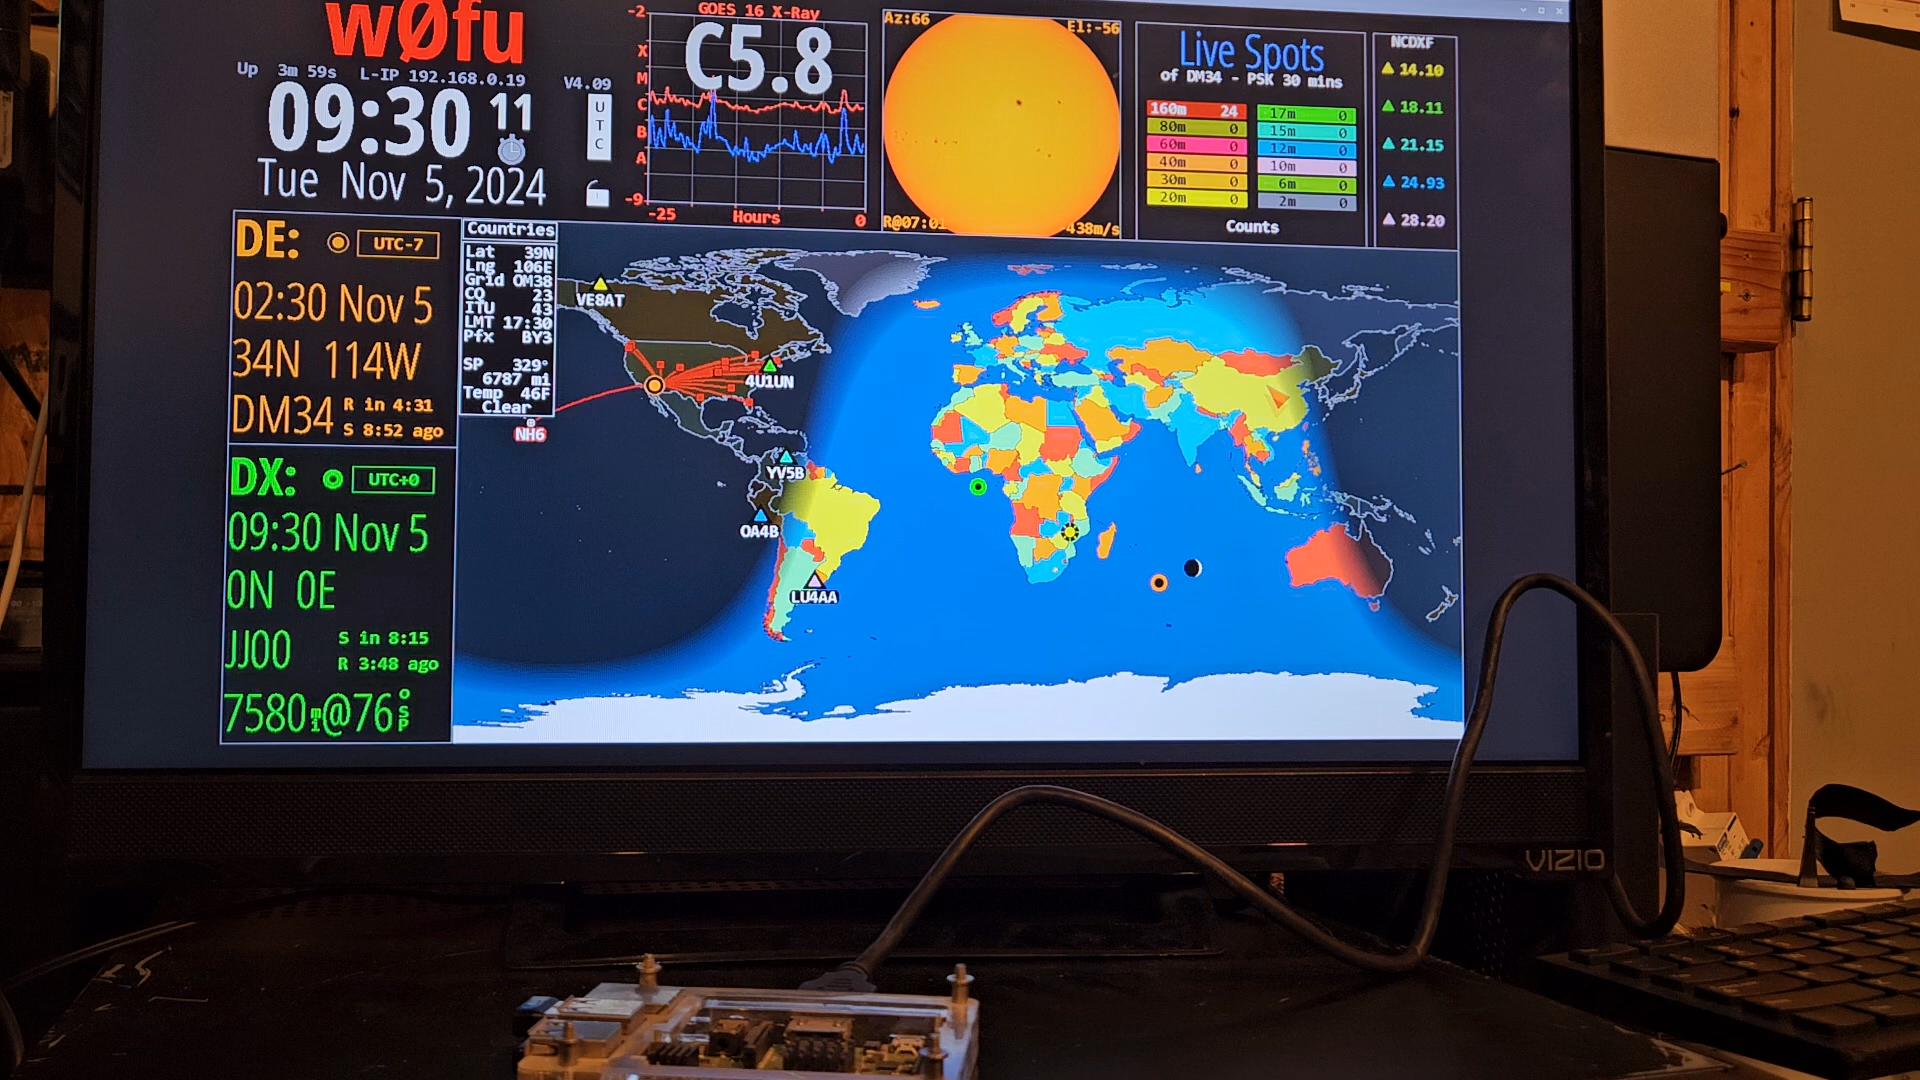 wØfu
Up 3m 59s L-IP 192.168.0.19 V4.09
09:30 11
UTC
Tue Nov 5, 2024
GOES 16 X-Ray
C5.8
-2
X
M
C
B
A
-9
-25 Hours 0
Az:66 El:-56
R@07:01 438m/s
Live Spots
of DM34 - PSK 30 mins
160m 24 17m 0
80m 0 15m 0
60m 0 12m 0
40m 0 10m 0
30m 0 6m 0
20m 0 2m 0
Counts
NCDXF
14.10
18.11
21.15
24.93
28.20
DE: UTC-7
02:30 Nov 5
34N 114W
DM34 R in 4:31
S 8:52 ago
DX: UTC+0
09:30 Nov 5
0N 0E
JJ00 S in 8:15
R 3:48 ago
7580mi@76° SP
Countries
Lat 39N
Lng 106E
Grid OM38
CQ 23
ITU 43
LMT 17:30
Pfx BY3
SP 329°
6787 mi
Temp 46F
Clear
VE8AT
4U1UN
NH6
YV5B
OA4B
LU4AA
VIZIO